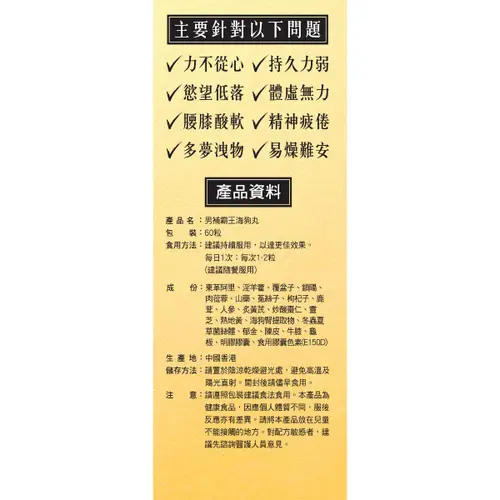 主要針對以下問題
✓力不從心 ✓持久力弱
✓慾望低落 ✓體虛無力
✓腰膝酸軟 ✓精神疲倦
✓多夢洩物 ✓易燥難安
產品資料
產品名：男補霸王海狗丸
包裝：60粒
食用方法：建議持續服用，以達更佳效果。
每日1次；每次1-2粒
(建議隨餐服用)
成份：東革阿里、淫羊藿、覆盆子、鎖陽、
肉蓯蓉、山藥、菟絲子、枸杞子、鹿
茸、人參、炙黃芪、炒酸棗仁、靈
芝、熟地黃、海狗腎提取物、冬蟲夏
草菌絲體、郁金、陳皮、牛膝、龜
板、明膠膠囊、食用膠囊色素(E150D)
生產地：中國香港
儲存方法：請置於陰涼乾燥避光處，避免高溫及
陽光直射。開封後請儘早食用。
注意：請遵照包裝建議食法食用。本產品為
健康食品，因應個人體質不同，服後
反應亦有差異。請將本產品放在兒童
不能接觸的地方。對配方敏感者，建
議先諮詢醫護人員意見。